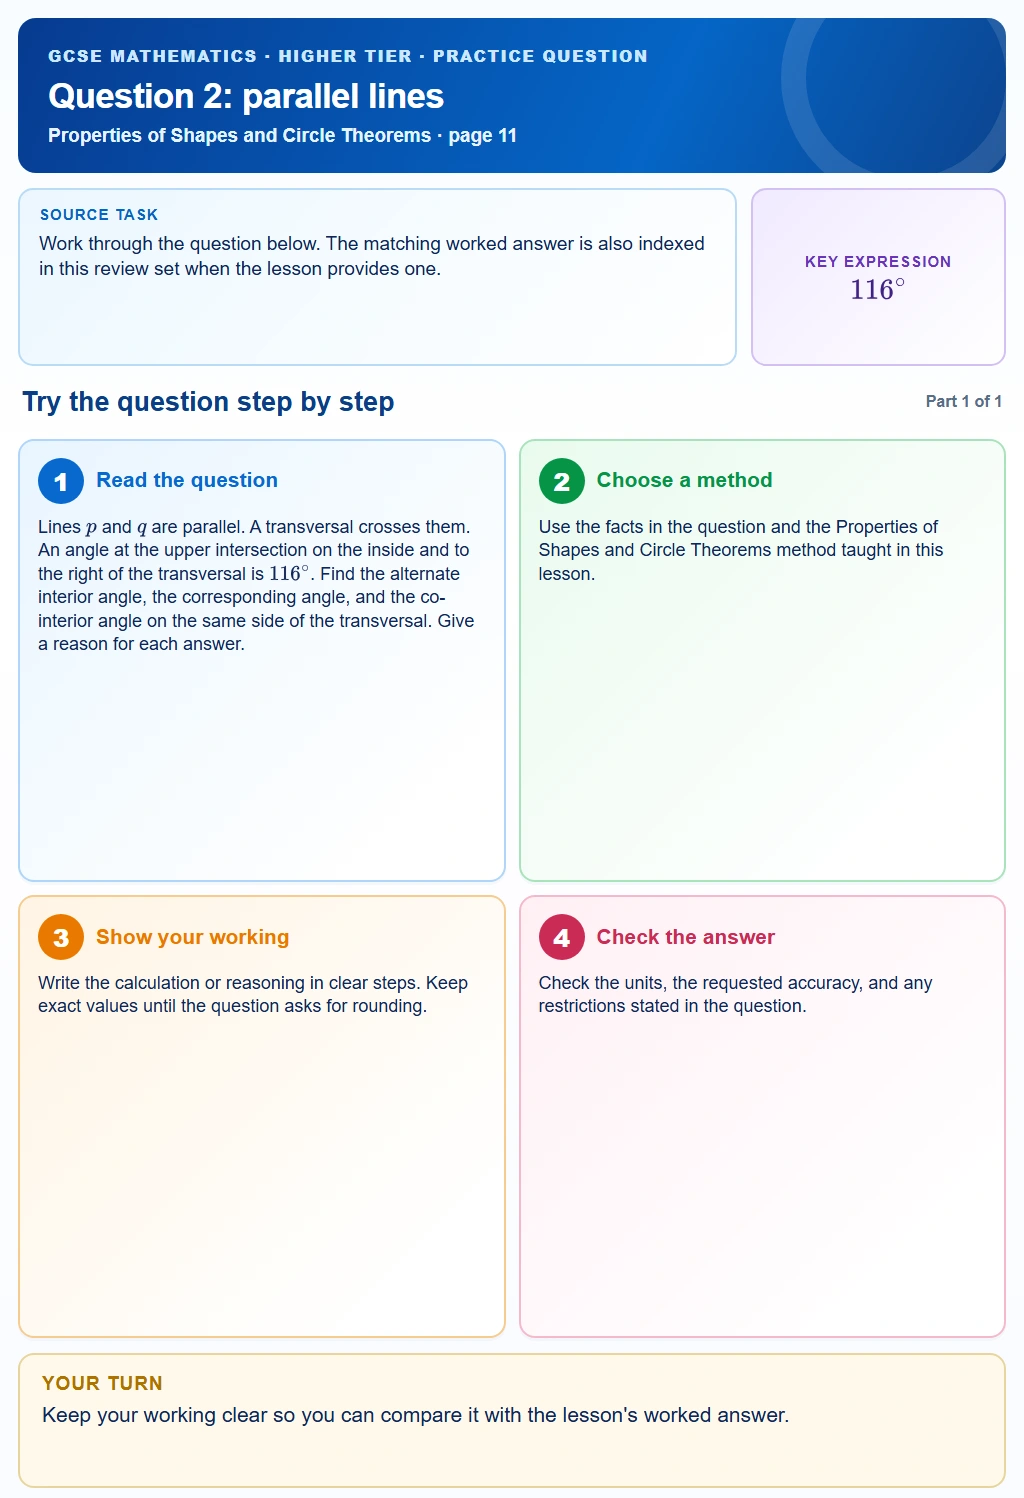 GCSE MATHEMATICS · HIGHER TIER · PRACTICE QUESTION
Question 2: parallel lines
Properties of Shapes and Circle Theorems · page 11
SOURCE TASK
Work through the question below. The matching worked answer is also indexed
in this review set when the lesson provides one.
KEY EXPRESSION
116°
Try the question step by step
Part 1 of 1
1 Read the question
Lines p and q are parallel. A transversal crosses them.
An angle at the upper intersection on the inside and to
the right of the transversal is 116°. Find the alternate
interior angle, the corresponding angle, and the co-
interior angle on the same side of the transversal. Give
a reason for each answer.
2 Choose a method
Use the facts in the question and the Properties of
Shapes and Circle Theorems method taught in this
lesson.
3 Show your working
Write the calculation or reasoning in clear steps. Keep
exact values until the question asks for rounding.
4 Check the answer
Check the units, the requested accuracy, and any
restrictions stated in the question.
YOUR TURN
Keep your working clear so you can compare it with the lesson's worked answer.